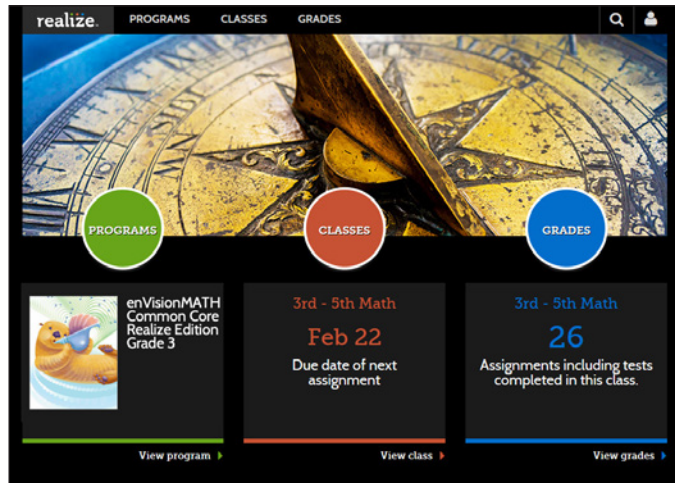 realize.
PROGRAMS CLASSES GRADES
PROGRAMS
CLASSES
GRADES
enVisionMATH
Common Core
Realize Edition
Grade 3
View program
3rd - 5th Math
Feb 22
Due date of next
assignment
View class
3rd - 5th Math
26
Assignments including tests
completed in this class.
View grades